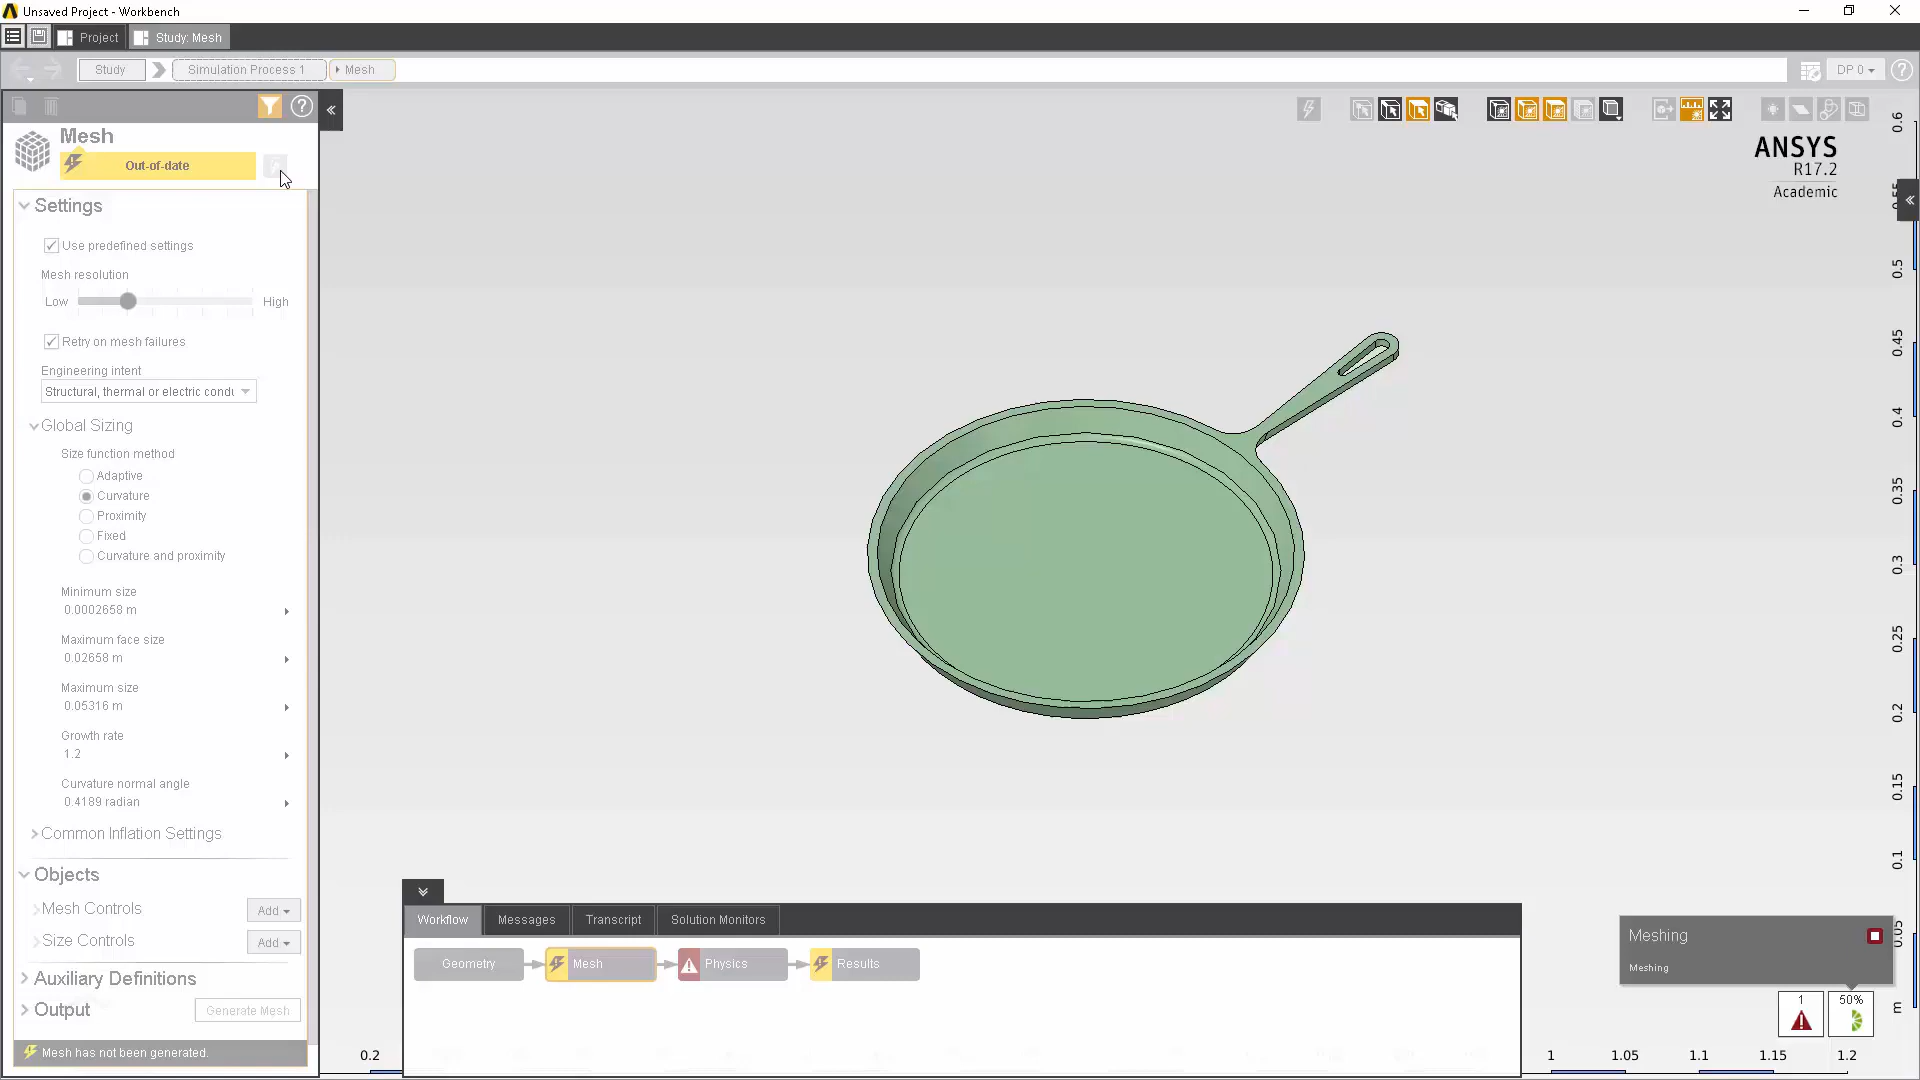 Unsaved Project - Workbench
Project
Study: Mesh
Study
Simulation Process 1
Mesh
DP 0
Mesh
Out-of-date
Settings
Use predefined settings
Mesh resolution
Low
High
Retry on mesh failures
Engineering intent
Structural, thermal or electric condu
Global Sizing
Size function method
Adaptive
Curvature
Proximity
Fixed
Curvature and proximity
Minimum size
0.0002658 m
Maximum face size
0.02658 m
Maximum size
0.05316 m
Growth rate
1.2
Curvature normal angle
0.4189 radian
Common Inflation Settings
Objects
Mesh Controls
Add
Size Controls
Add
Auxiliary Definitions
Output
Generate Mesh
Mesh has not been generated.
ANSYS
R17.2
Academic
0.6
0.5
0.45
0.4
0.35
0.3
0.25
0.2
0.15
0.1
0.05
m
Workflow
Messages
Transcript
Solution Monitors
Geometry
Mesh
Physics
Results
Meshing
Meshing
1
50%
0.2
1
1.05
1.1
1.15
1.2